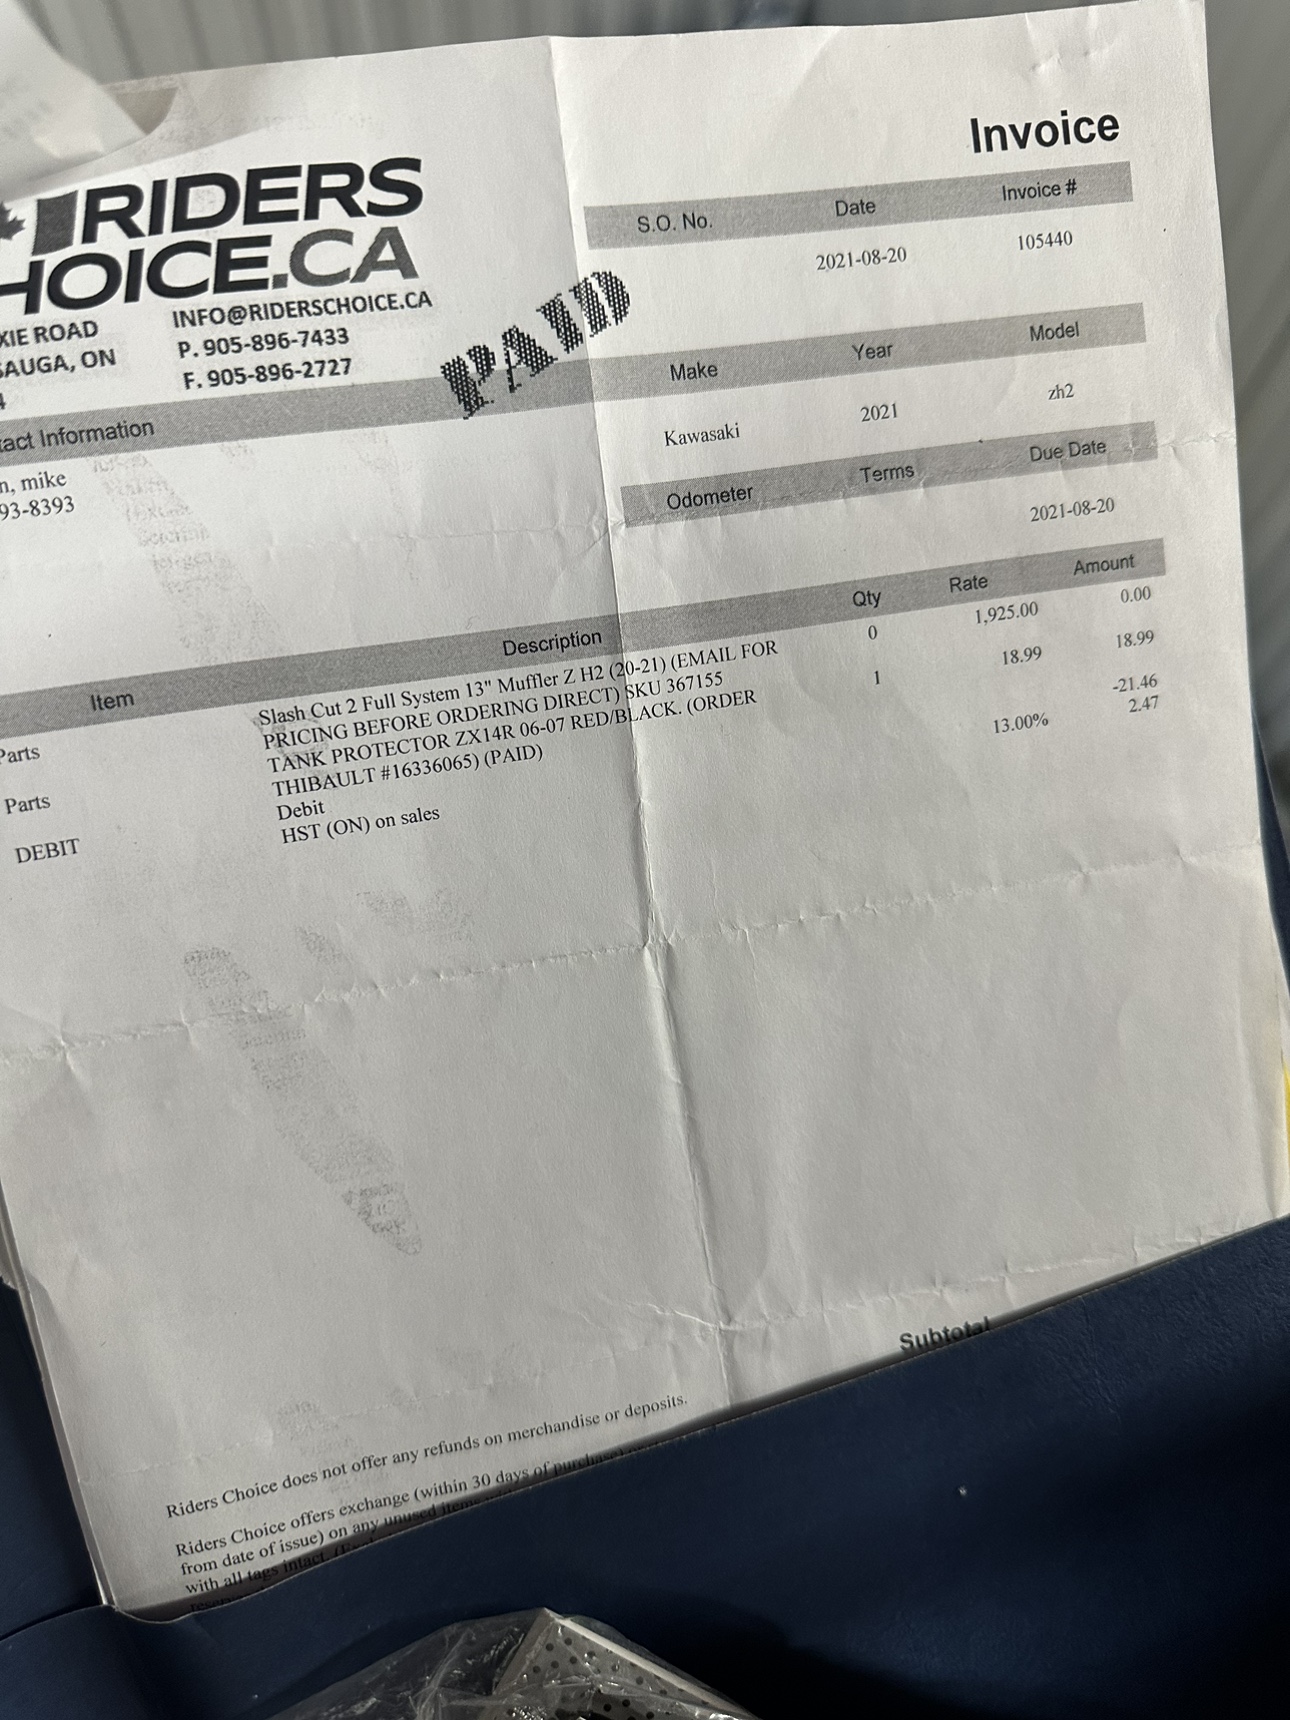 Invoice
RIDERS
HOICE.CA
XIE ROAD
SAUGA, ON
4
INFO@RIDERSCHOICE.CA
P. 905-896-7433
F. 905-896-2727
PAID
S.O. No. Date Invoice #
2021-08-20 105440
Make Year Model
Kawasaki 2021 zh2
Odometer Terms Due Date
2021-08-20
tact Information
n, mike
93-8393
Item Description Qty Rate Amount
Parts Slash Cut 2 Full System 13" Muffler Z H2 (20-21) (EMAIL FOR 0 1,925.00 0.00
PRICING BEFORE ORDERING DIRECT) SKU 367155
Parts TANK PROTECTOR ZX14R 06-07 RED/BLACK. (ORDER 1 18.99 18.99
THIBAULT #16336065) (PAID)
DEBIT Debit -21.46
HST (ON) on sales 13.00% 2.47
Subtotal
Riders Choice does not offer any refunds on merchandise or deposits.
Riders Choice offers exchange (within 30 days of purchase)
from date of issue) on any unused items
with all tags intact.